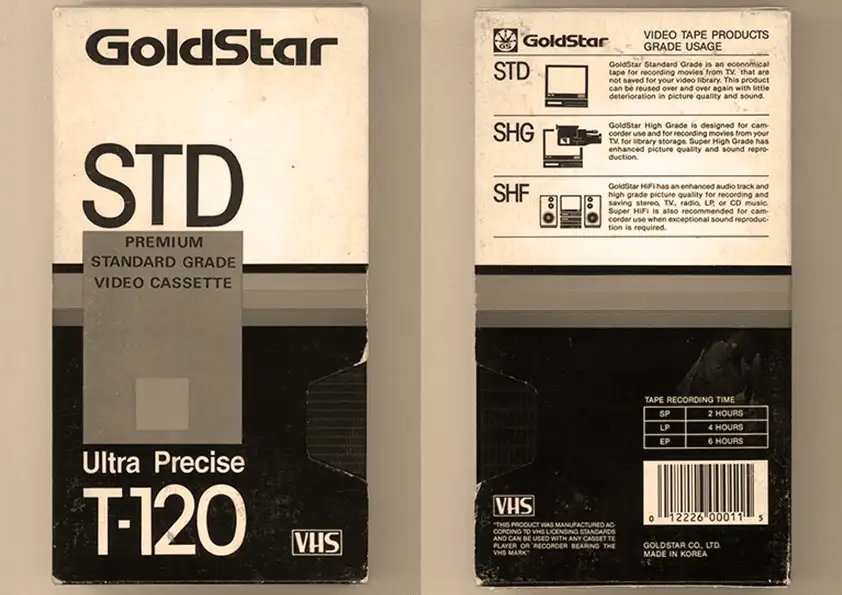 GoldStar
STD
PREMIUM
STANDARD GRADE
VIDEO CASSETTE
Ultra Precise
T-120
VHS
GS GoldStar
VIDEO TAPE PRODUCTS
GRADE USAGE
STD
GoldStar Standard Grade is an economical
tape for recording movies from T.V. that are
not saved for your video library. This product
can be reused over and over again with little
deterioration in picture quality and sound.
SHG
GoldStar High Grade is designed for cam-
corder use and for recording movies from your
T.V. for library storage. Super High Grade has
enhanced picture quality and sound repro-
duction.
SHF
GoldStar HiFi has an enhanced audio track and
high grade picture quality for recording and
saving stereo, T.V., radio, LP, or CD music.
Super HiFi is also recommended for cam-
corder use when exceptional sound reproduc-
tion is required.
TAPE RECORDING TIME
SP 2 HOURS
LP 4 HOURS
EP 6 HOURS
0 12226 00011 5
VHS
"THIS PRODUCT WAS MANUFACTURED AC-
CORDING TO VHS LICENSING STANDARDS
AND CAN BE USED WITH ANY CASSETTE
PLAYER OR RECORDER BEARING THE
VHS MARK"
GOLDSTAR CO., LTD.
MADE IN KOREA